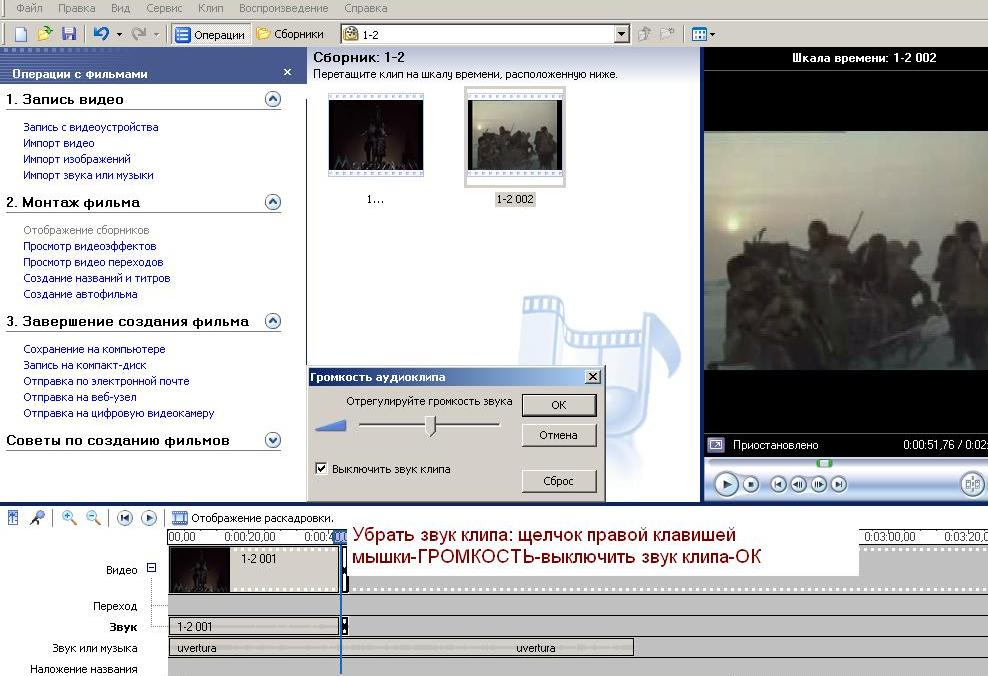 Файл Правка Вид Сервис Клип Воспроизведение Справка
Операции Сборники 1-2
Операции с фильмами
1. Запись видео
Запись с видеоустройства
Импорт видео
Импорт изображений
Импорт звука или музыки
2. Монтаж фильма
Отображение сборников
Просмотр видеоэффектов
Просмотр видео переходов
Создание названий и титров
Создание автофильма
3. Завершение создания фильма
Сохранение на компьютере
Запись на компакт-диск
Отправка по электронной почте
Отправка на веб-узел
Отправка на цифровую видеокамеру
Советы по созданию фильмов
Сборник: 1-2
Перетащите клип на шкалу времени, расположенную ниже.
1...
1-2 002
Громкость аудиоклипа
Отрегулируйте громкость звука
OK
Отмена
Выключить звук клипа
Сброс
Шкала времени: 1-2 002
Приостановлено 0:00:51,76 / 0:02:
Отображение раскадровки.
00,00 0:00:20,00 0:00:4 0:03:00,00 0:03:20,0
Убрать звук клипа: щелчок правой клавишей
мышки-ГРОМКОСТЬ-выключить звук клипа-ОК
Видео 1-2 001
Переход
Звук 1-2 001
Звук или музыка uvertura uvertura
Наложение названия